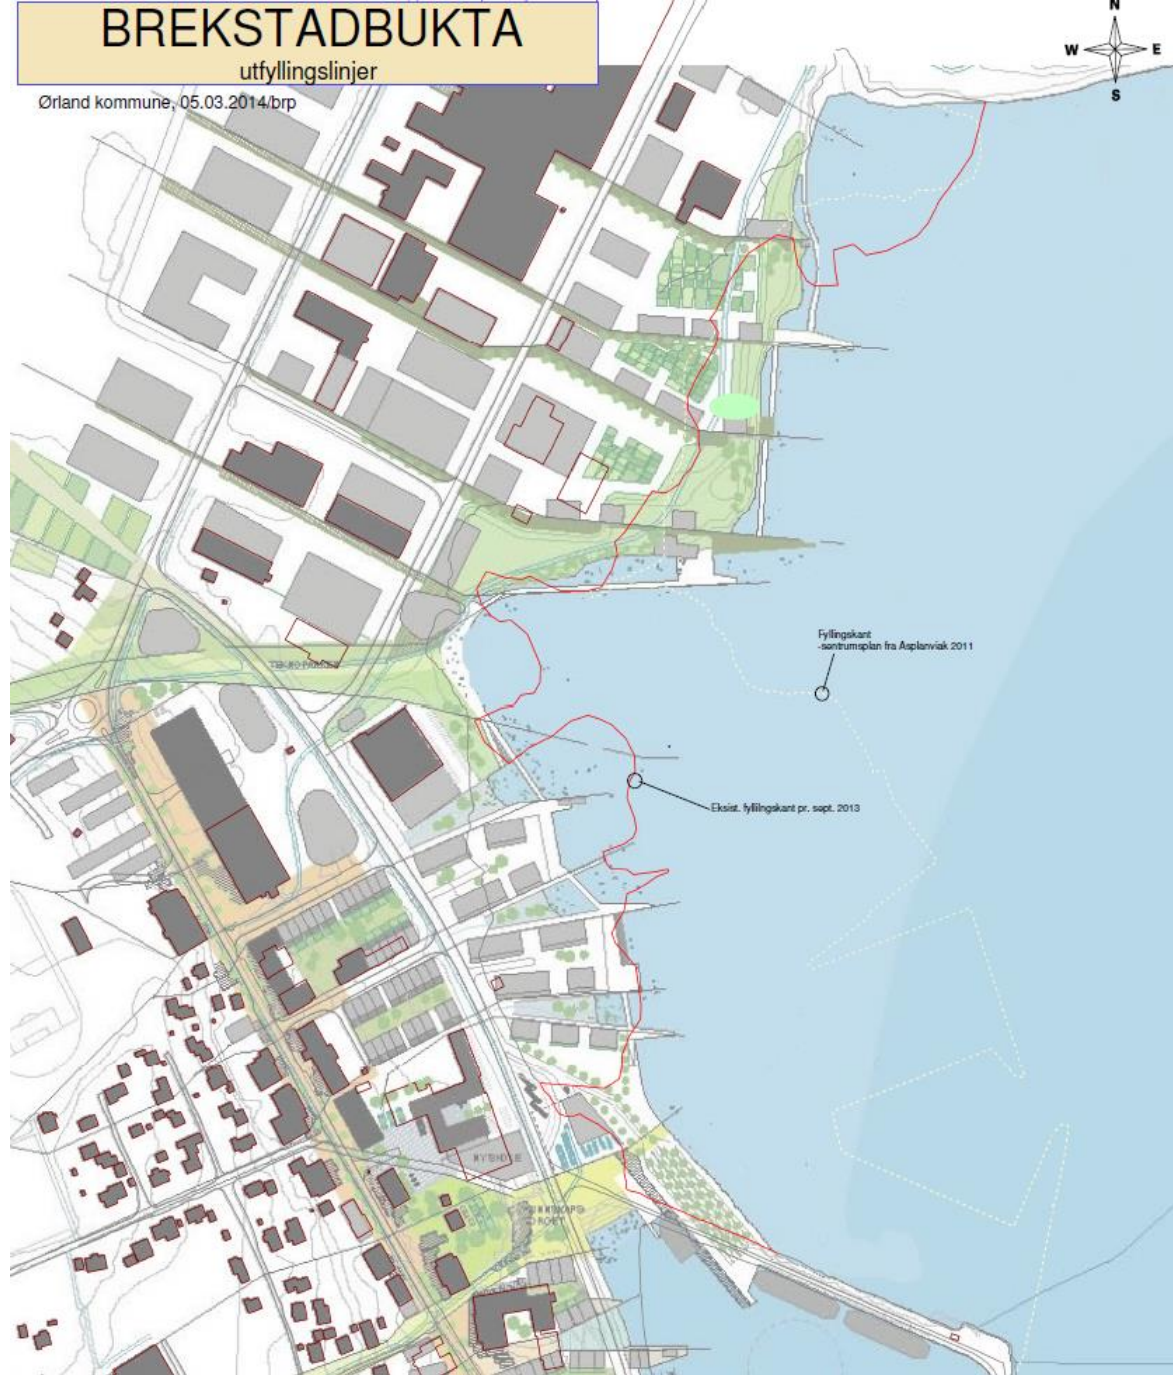 BREKSTADBUKTA
utfyllingslinjer
Ørland kommune, 05.03.2014/brp
N
W
E
S
Fyllingskant
-sentrumsplan fra Asplanviak 2011
Eksist. fyllingskant pr. sept. 2013